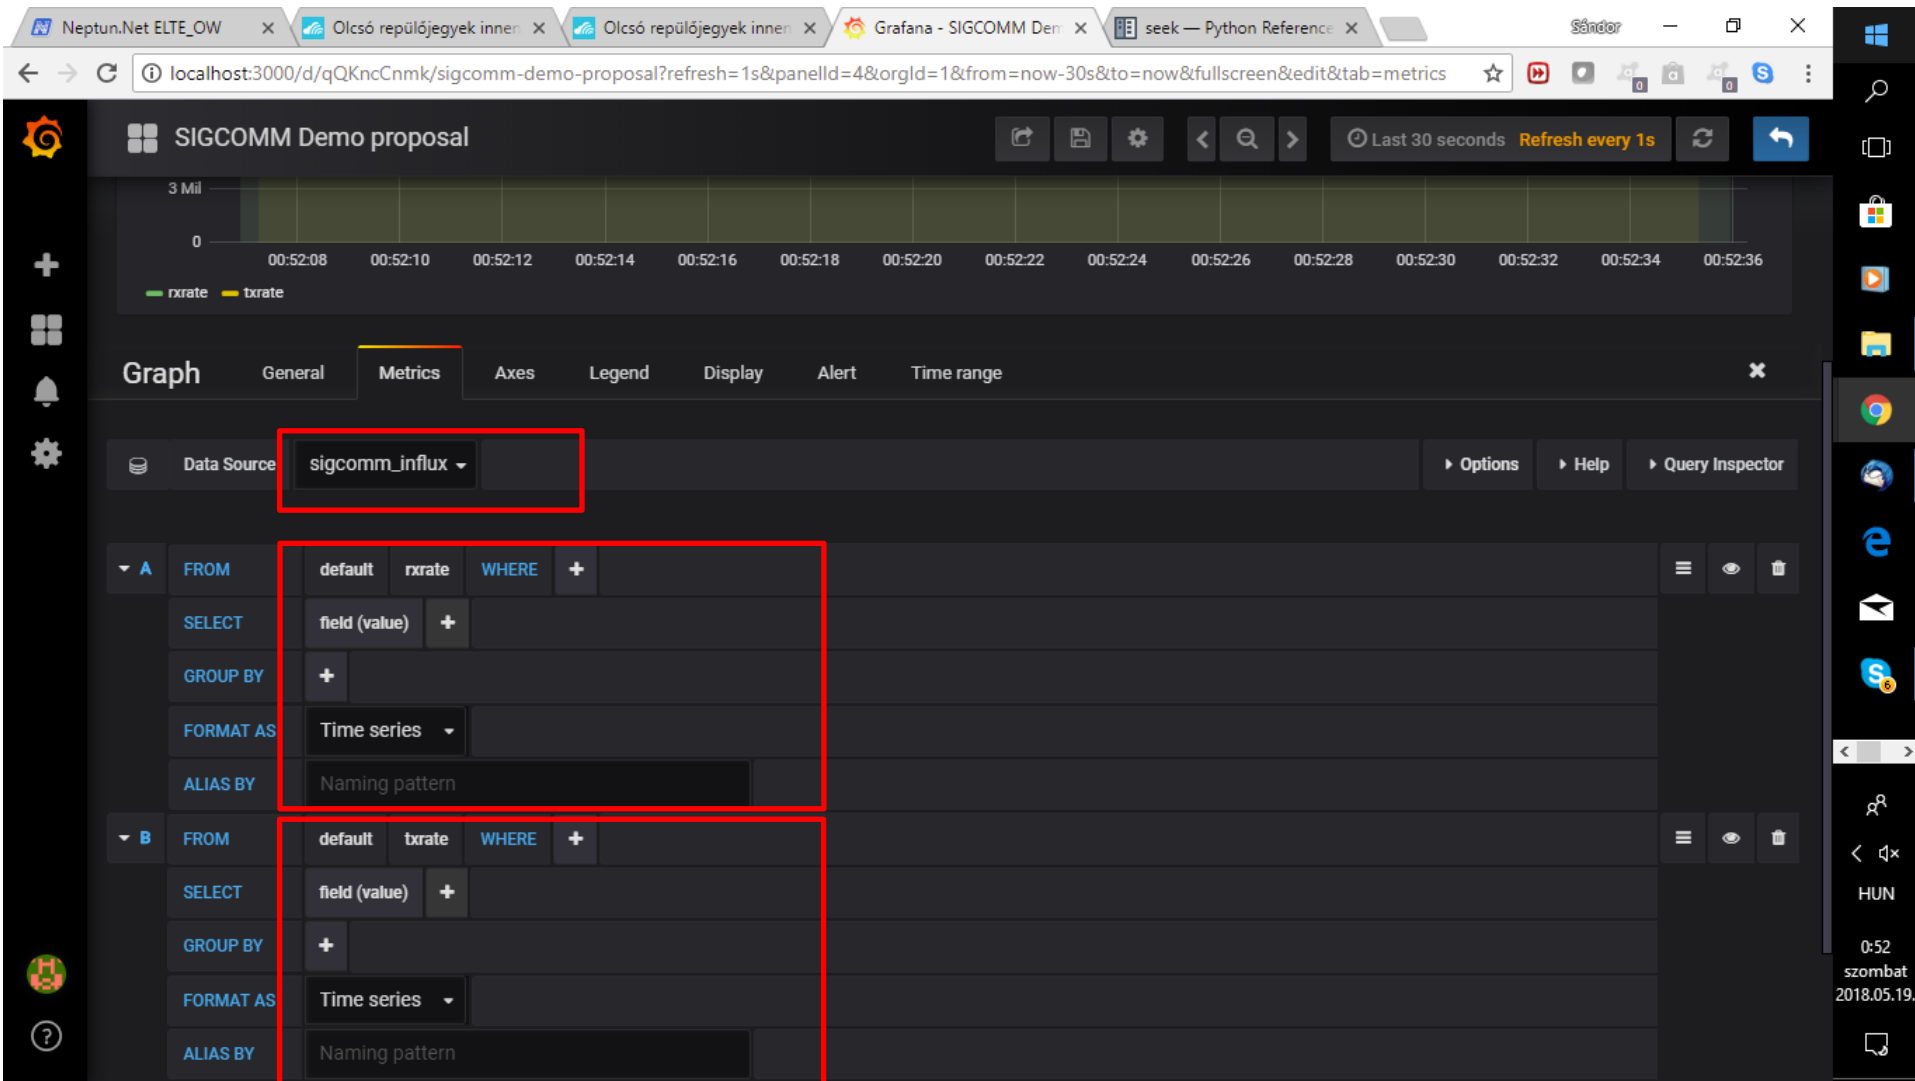 Neptun.Net ELTE_OW
Olcsó repülőjegyek innen
Olcsó repülőjegyek innen
Grafana - SIGCOMM Dem
seek — Python Reference
Sándor
localhost:3000/d/qQKncCnmk/sigcomm-demo-proposal?refresh=1s&panelId=4&orgId=1&from=now-30s&to=now&fullscreen&edit&tab=metrics
0
0
SIGCOMM Demo proposal
Last 30 seconds Refresh every 1s
3 Mil
0
00:52:08 00:52:10 00:52:12 00:52:14 00:52:16 00:52:18 00:52:20 00:52:22 00:52:24 00:52:26 00:52:28 00:52:30 00:52:32 00:52:34 00:52:36
rxrate txrate
Graph General Metrics Axes Legend Display Alert Time range
Data Source sigcomm_influx Options Help Query Inspector
A FROM default rxrate WHERE +
SELECT field (value) +
GROUP BY +
FORMAT AS Time series
ALIAS BY Naming pattern
B FROM default txrate WHERE +
SELECT field (value) +
GROUP BY +
FORMAT AS Time series
ALIAS BY Naming pattern
6
HUN
0:52
szombat
2018.05.19.